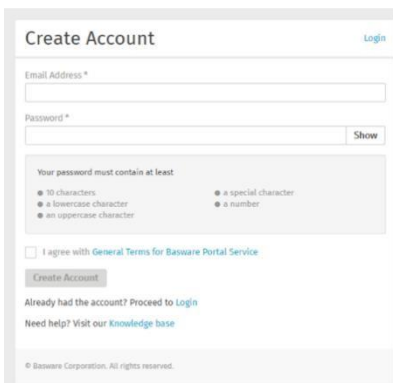 Create Account
Login
Email Address *
Password *
Show
Your password must contain at least
10 characters
a special character
a lowercase character
a number
an uppercase character
I agree with General Terms for Basware Portal Service
Create Account
Already had the account? Proceed to Login
Need help? Visit our Knowledge base
© Basware Corporation. All rights reserved.